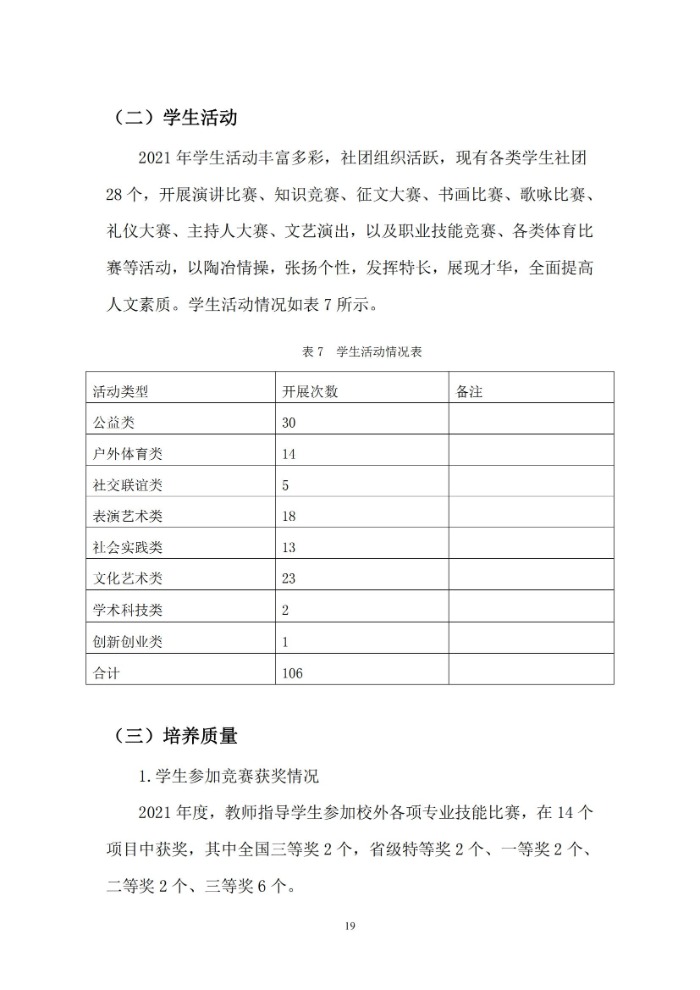 （二）学生活动
2021 年学生活动丰富多彩，社团组织活跃，现有各类学生社团
28 个，开展演讲比赛、知识竞赛、征文大赛、书画比赛、歌咏比赛、
礼仪大赛、主持人大赛、文艺演出，以及职业技能竞赛、各类体育比
赛等活动，以陶冶情操，张扬个性，发挥特长，展现才华，全面提高
人文素质。学生活动情况如表 7 所示。
表 7　学生活动情况表
活动类型 开展次数 备注
公益类 30
户外体育类 14
社交联谊类 5
表演艺术类 18
社会实践类 13
文化艺术类 23
学术科技类 2
创新创业类 1
合计 106
（三）培养质量
1.学生参加竞赛获奖情况
2021 年度，教师指导学生参加校外各项专业技能比赛，在 14 个
项目中获奖，其中全国三等奖 2 个，省级特等奖 2 个、一等奖 2 个、
二等奖 2 个、三等奖 6 个。
19